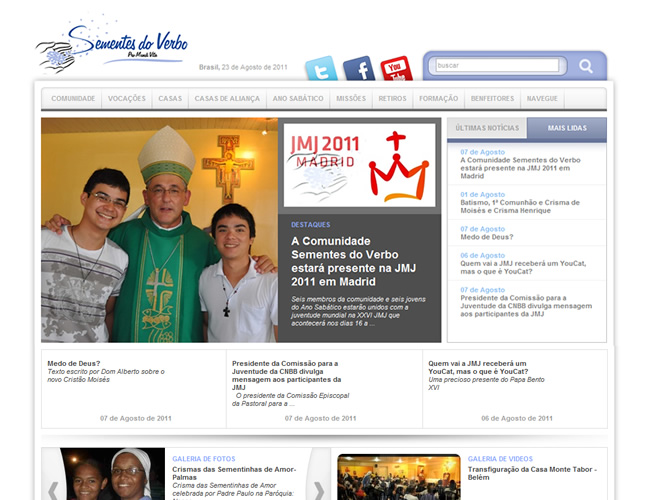 Sementes do Verbo
Brasil, 23 de Agosto de 2011
You
Tube
buscar
COMUNIDADE
VOCAÇÕES
CASAS
CASAS DE ALIANÇA
ANO SABÁTICO
MISSÕES
RETIROS
FORMAÇÃO
BENFEITORES
NAVEGUE
JMJ 2011
MADRID
DESTAQUES
A Comunidade
Sementes do Verbo
estará presente na JMJ
2011 em Madrid
Seis membros da comunidade e seis jovens
do Ano Sabático estarão unidos com a
juventude mundial na XXVI JMJ que
acontecerá nos dias 16 a ...
ÚLTIMAS NOTÍCIAS
MAIS LIDAS
07 de Agosto
A Comunidade Sementes do Verbo
estará presente na JMJ 2011 em
Madrid
01 de Agosto
Batismo, 1ª Comunhão e Crisma de
Moisés e Crisma Henrique
07 de Agosto
Medo de Deus?
06 de Agosto
Quem vai a JMJ receberá um YouCat,
mas o que é YouCat?
07 de Agosto
Presidente da Comissão para a
Juventude da CNBB divulga mensagem
aos participantes da JMJ
Medo de Deus?
Texto escrito por Dom Alberto sobre o
novo Cristão Moisés
07 de Agosto de 2011
Presidente da Comissão para a
Juventude da CNBB divulga
mensagem aos participantes da
JMJ
O presidente da Comissão Episcopal
da Pastoral para a ...
07 de Agosto de 2011
Quem vai a JMJ receberá um
YouCat, mas o que é YouCat?
Uma precioso presente do Papa Bento
XVI
06 de Agosto de 2011
GALERIA DE FOTOS
Crismas das Sementinhas de Amor-
Palmas
Crisma das Sementinhas de Amor
celebrada por Padre Paulo na Paróquia:
GALERIA DE VIDEOS
Transfiguração da Casa Monte Tabor -
Belém